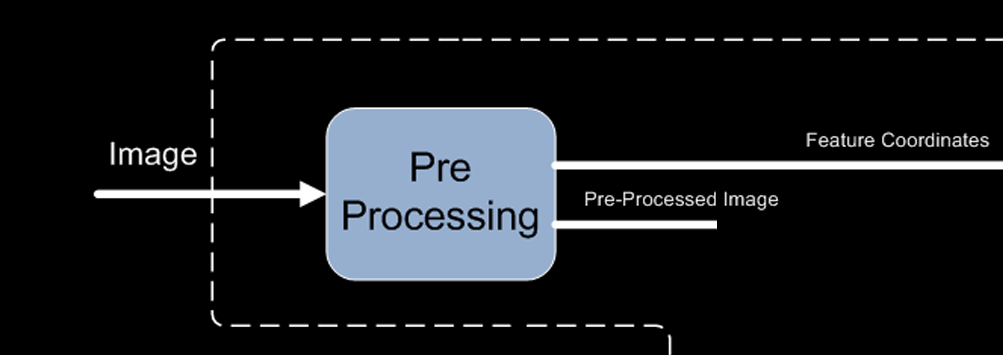 Image
Pre
Processing
Feature Coordinates
Pre-Processed Image